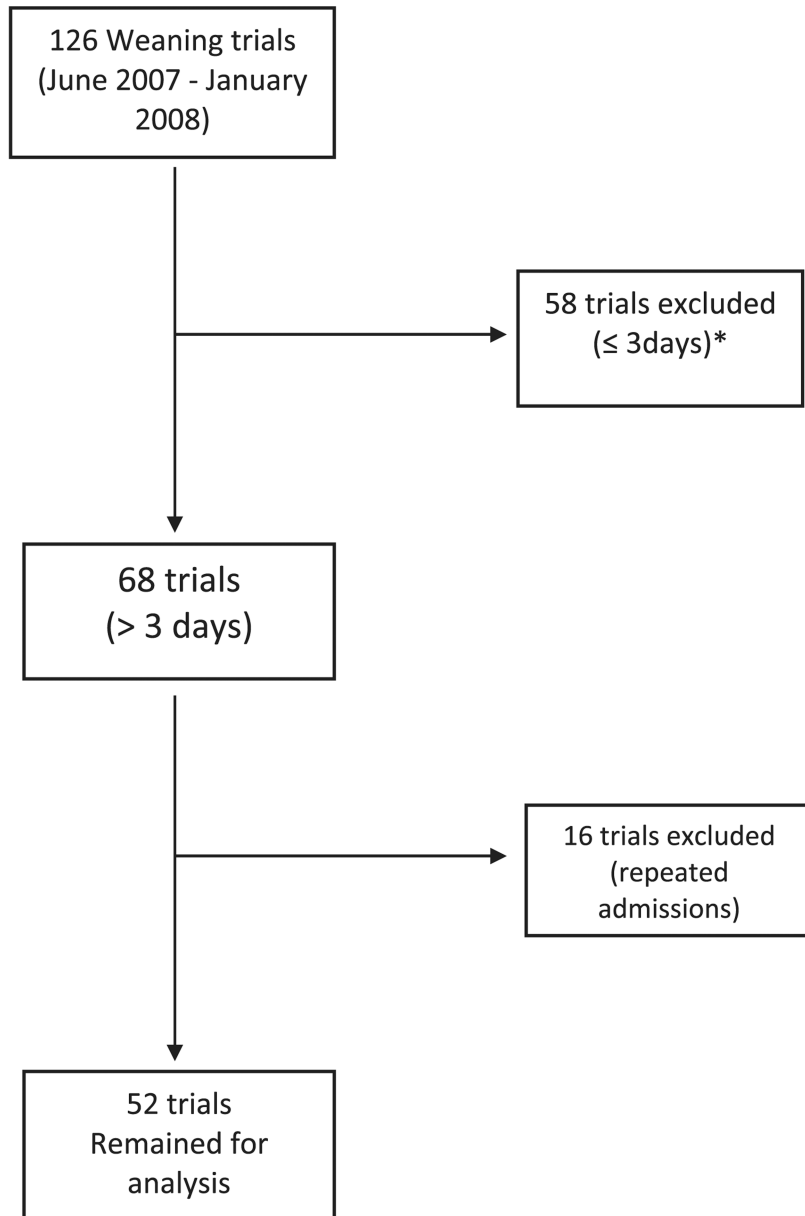 126 Weaning trials
(June 2007 - January
2008)
58 trials excluded
(≤ 3days)*
68 trials
(> 3 days)
16 trials excluded
(repeated
admissions)
52 trials
Remained for
analysis